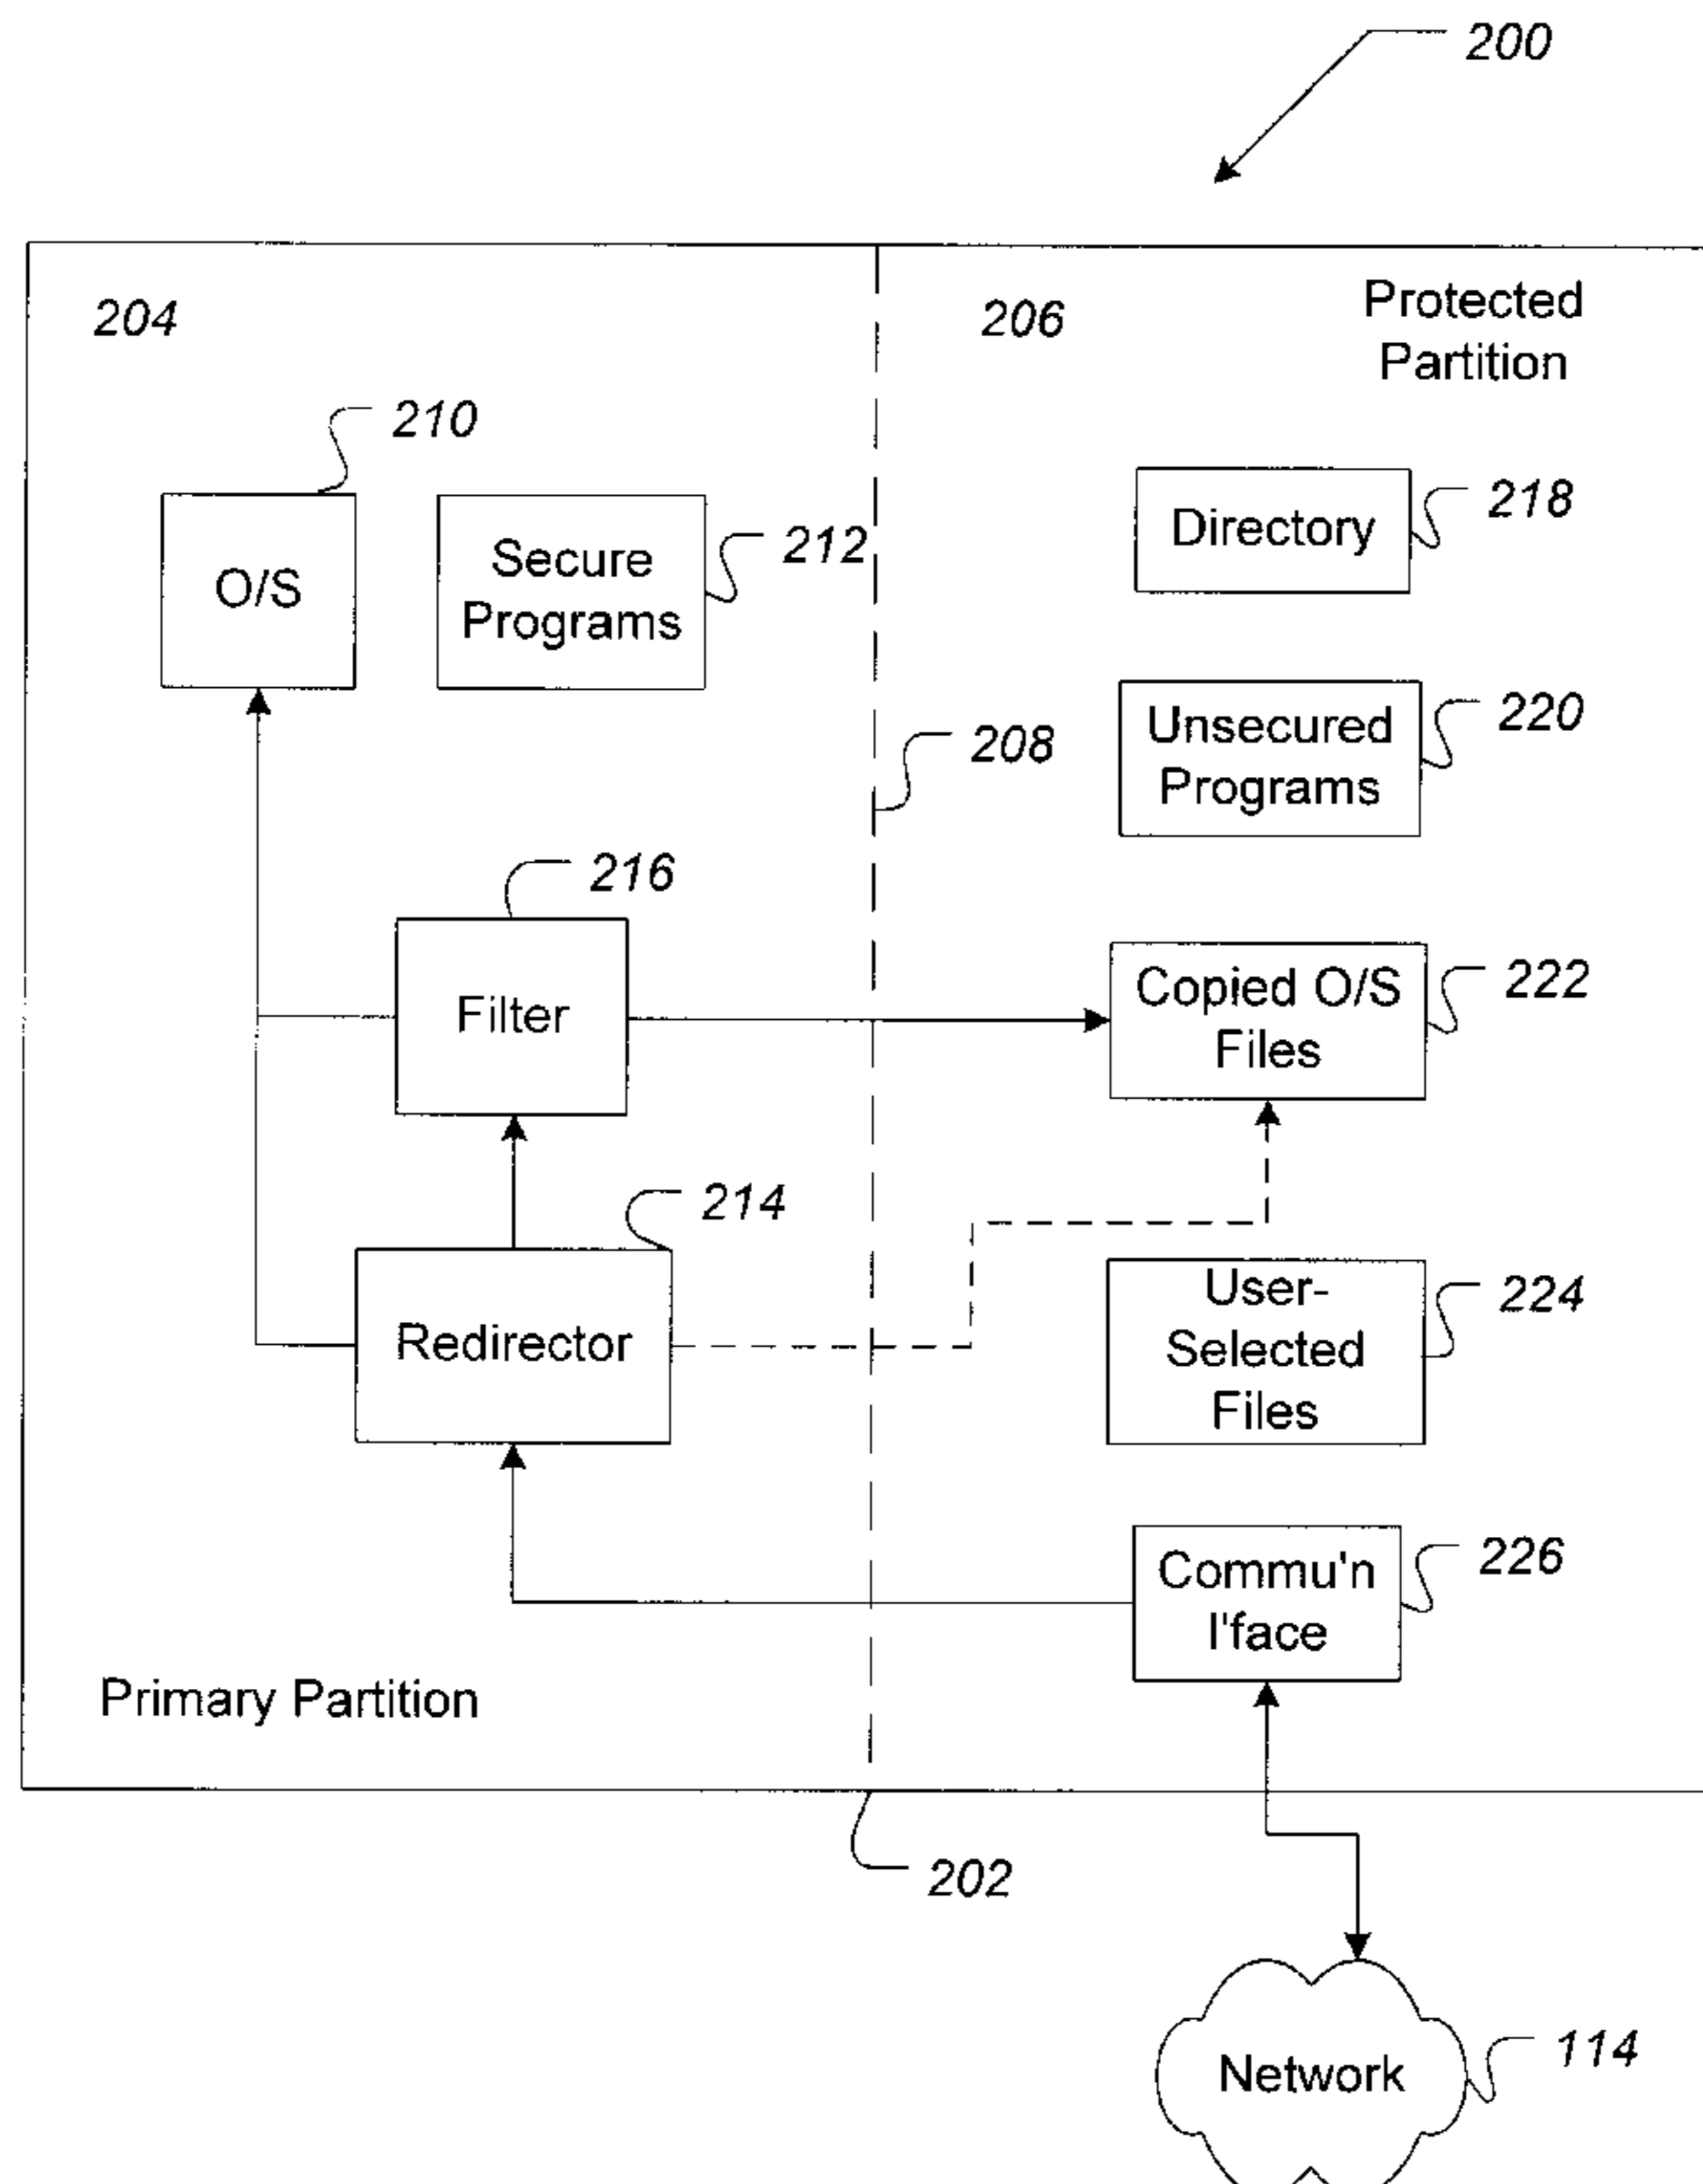 200
204
206
Protected
Partition
210
O/S
Secure
Programs
212
Directory
218
208
Unsecured
Programs
220
216
Filter
Copied O/S
Files
222
214
Redirector
User-
Selected
Files
224
Commu'n
I'face
226
Primary Partition
202
Network
114